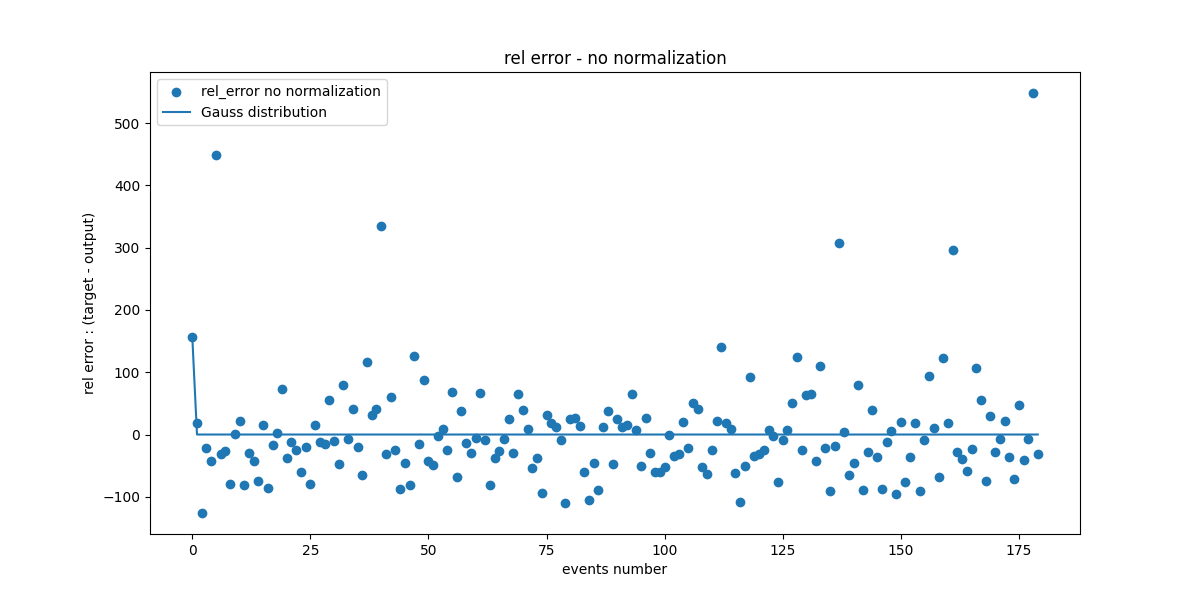 rel error - no normalization
rel_error no normalization
Gauss distribution
rel error : (target - output)
500
400
300
200
100
0
−100
0 25 50 75 100 125 150 175
events number